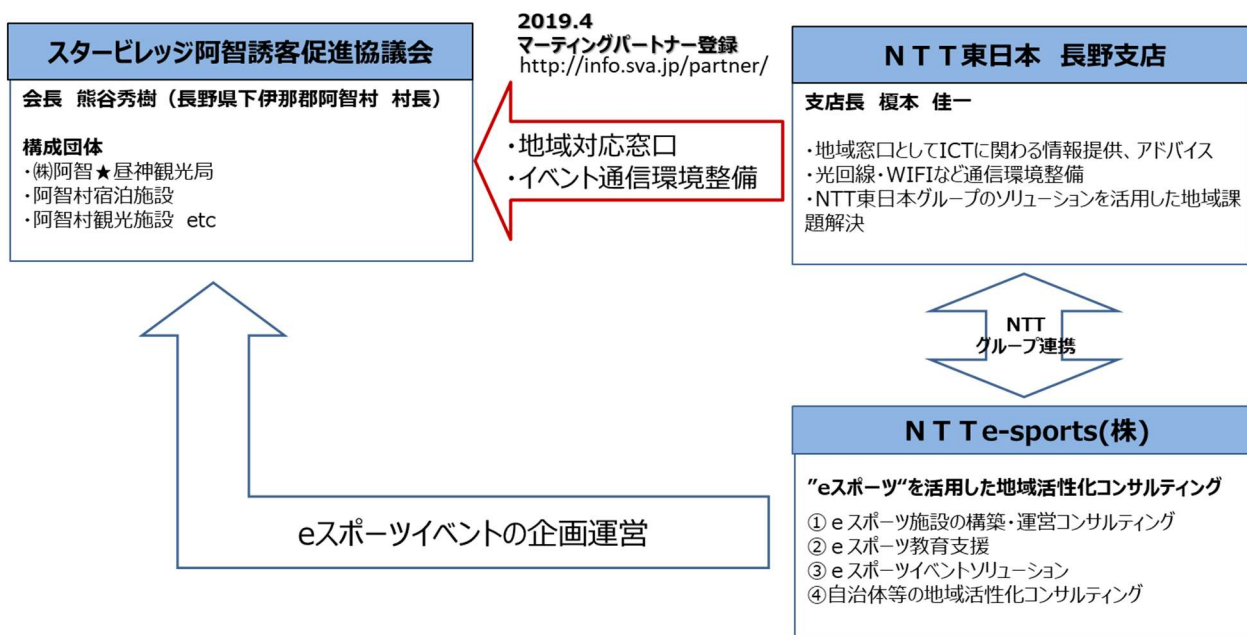 スタービレッジ阿智誘客促進協議会
会長 熊谷秀樹（長野県下伊那郡阿智村 村長）
構成団体
・㈱阿智★昼神観光局
・阿智村宿泊施設
・阿智村観光施設 etc
2019.4
マーティングパートナー登録
http://info.sva.jp/partner/
・地域対応窓口
・イベント通信環境整備
ＮＴＴ東日本 長野支店
支店長 榎本 佳一
・地域窓口としてICTに関わる情報提供、アドバイス
・光回線・WIFIなど通信環境整備
・NTT東日本グループのソリューションを活用した地域課
題解決
NTT
グループ連携
ＮＴＴe-sports(株)
”eスポーツ“を活用した地域活性化コンサルティング
①ｅスポーツ施設の構築・運営コンサルティング
②ｅスポーツ教育支援
③ｅスポーツイベントソリューション
④自治体等の地域活性化コンサルティング
eスポーツイベントの企画運営